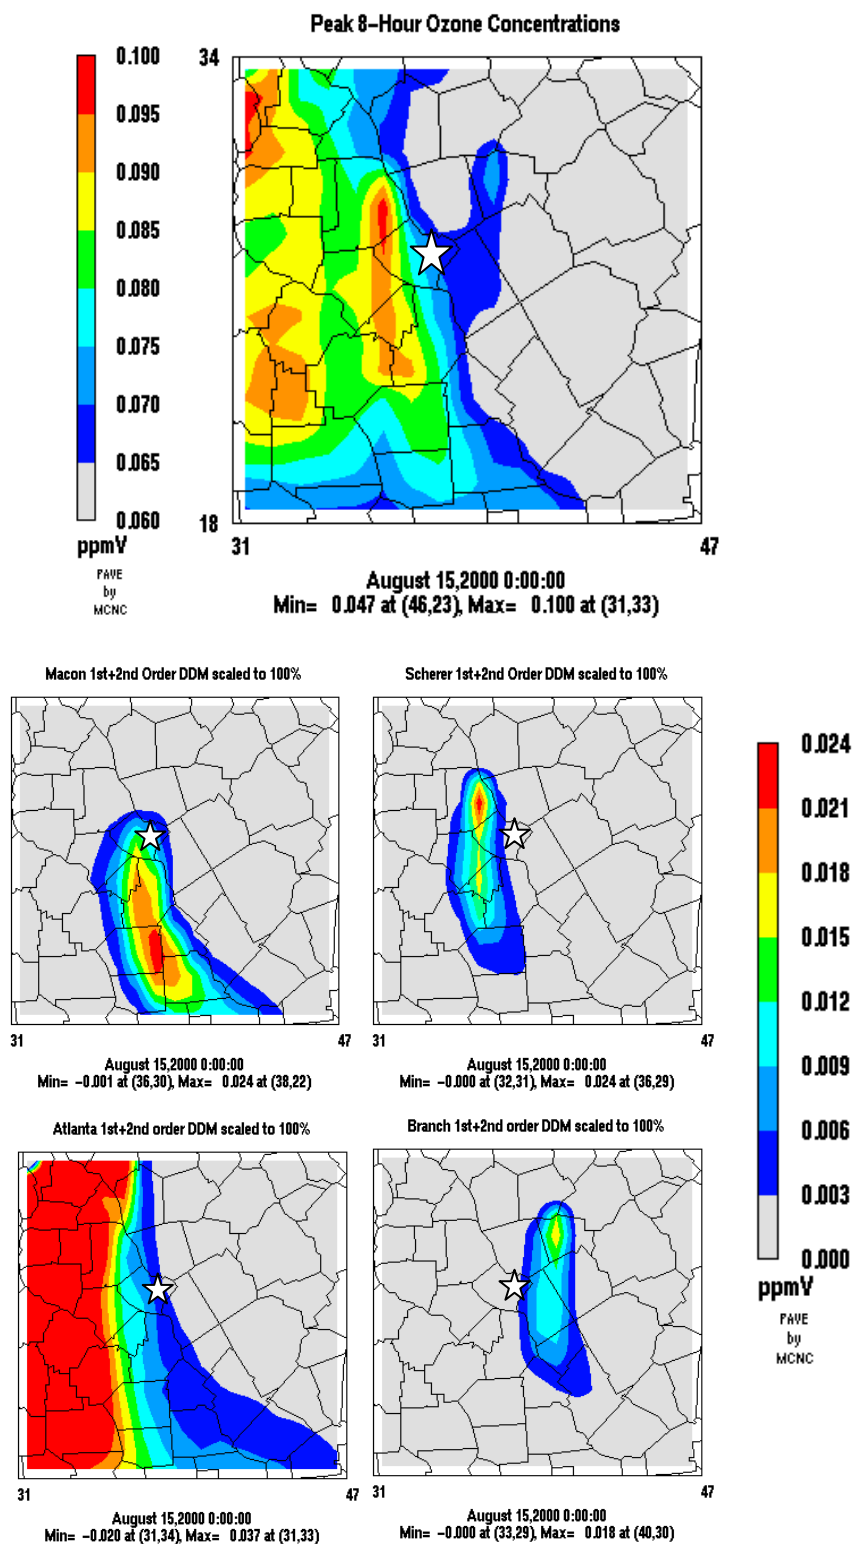 Peak 8-Hour Ozone Concentrations
0.100
0.095
0.090
0.085
0.080
0.075
0.070
0.065
0.060
ppmV
PAVE
by
MCNC
34
18
31
47
August 15,2000 0:00:00
Min= 0.047 at (46,23), Max= 0.100 at (31,33)
Macon 1st+2nd Order DDM scaled to 100%
31
47
August 15,2000 0:00:00
Min= -0.001 at (36,30), Max= 0.024 at (38,22)
Scherer 1st+2nd Order DDM scaled to 100%
31
47
August 15,2000 0:00:00
Min= -0.000 at (32,31), Max= 0.024 at (36,29)
Atlanta 1st+2nd order DDM scaled to 100%
31
47
August 15,2000 0:00:00
Min= -0.020 at (31,34), Max= 0.037 at (31,33)
Branch 1st+2nd order DDM scaled to 100%
31
47
August 15,2000 0:00:00
Min= -0.000 at (33,29), Max= 0.018 at (40,30)
0.024
0.021
0.018
0.015
0.012
0.009
0.006
0.003
0.000
ppmV
PAVE
by
MCNC